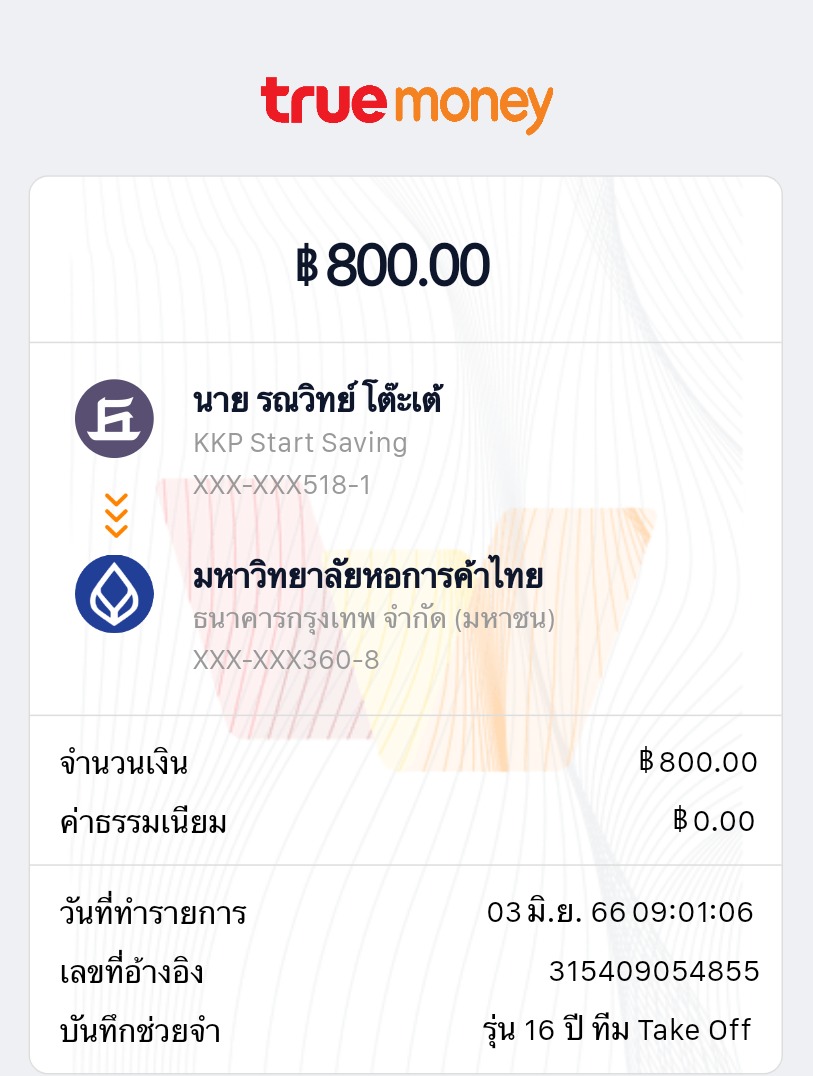 truemoney
฿ 800.00
นาย รณวิทย์ โต๊ะเต้
KKP Start Saving
XXX-XXX518-1
มหาวิทยาลัยหอการค้าไทย
ธนาคารกรุงเทพ จำกัด (มหาชน)
XXX-XXX360-8
จำนวนเงิน ฿ 800.00
ค่าธรรมเนียม ฿ 0.00
วันที่ทำรายการ 03 มิ.ย. 66 09:01:06
เลขที่อ้างอิง 315409054855
บันทึกช่วยจำ รุ่น 16 ปี ทีม Take Off